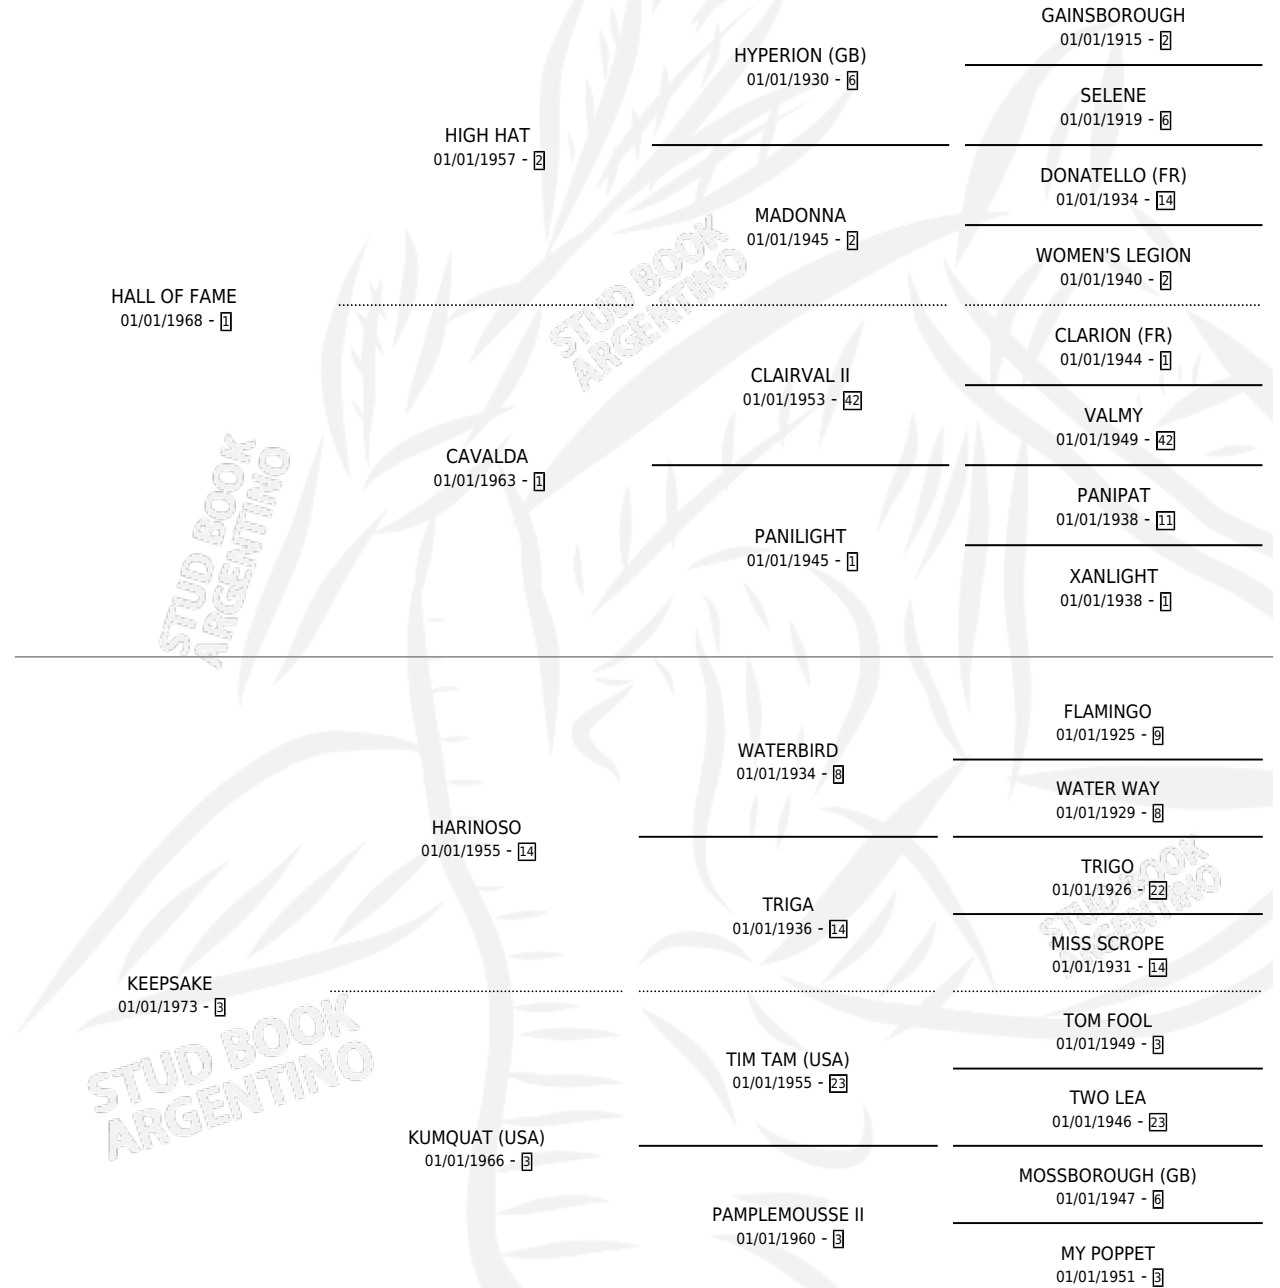 GAINSBOROUGH
01/01/1915 - 2
HYPERION (GB)
01/01/1930 - 6
SELENE
01/01/1919 - 6
HIGH HAT
01/01/1957 - 2
DONATELLO (FR)
01/01/1934 - 14
MADONNA
01/01/1945 - 2
WOMEN'S LEGION
01/01/1940 - 2
HALL OF FAME
01/01/1968 - 1
STUD BOOK
ARGENTINO
CLARION (FR)
01/01/1944 - 1
CLAIRVAL II
01/01/1953 - 42
VALMY
01/01/1949 - 42
CAVALDA
01/01/1963 - 1
STUD BOOK
ARGENTINO
PANIPAT
01/01/1938 - 11
PANILIGHT
01/01/1945 - 1
XANLIGHT
01/01/1938 - 1
FLAMINGO
01/01/1925 - 9
WATERBIRD
01/01/1934 - 8
WATER WAY
01/01/1929 - 8
HARINOSO
01/01/1955 - 14
TRIGO
01/01/1926 - 22
STUD BOOK
ARGENTINO
TRIGA
01/01/1936 - 14
MISS SCROPE
01/01/1931 - 14
KEEPSAKE
01/01/1973 - 3
STUD BOOK
ARGENTINO
TOM FOOL
01/01/1949 - 3
TIM TAM (USA)
01/01/1955 - 23
TWO LEA
01/01/1946 - 23
KUMQUAT (USA)
01/01/1966 - 3
MOSSBOROUGH (GB)
01/01/1947 - 6
PAMPLEMOUSSE II
01/01/1960 - 3
MY POPPET
01/01/1951 - 3